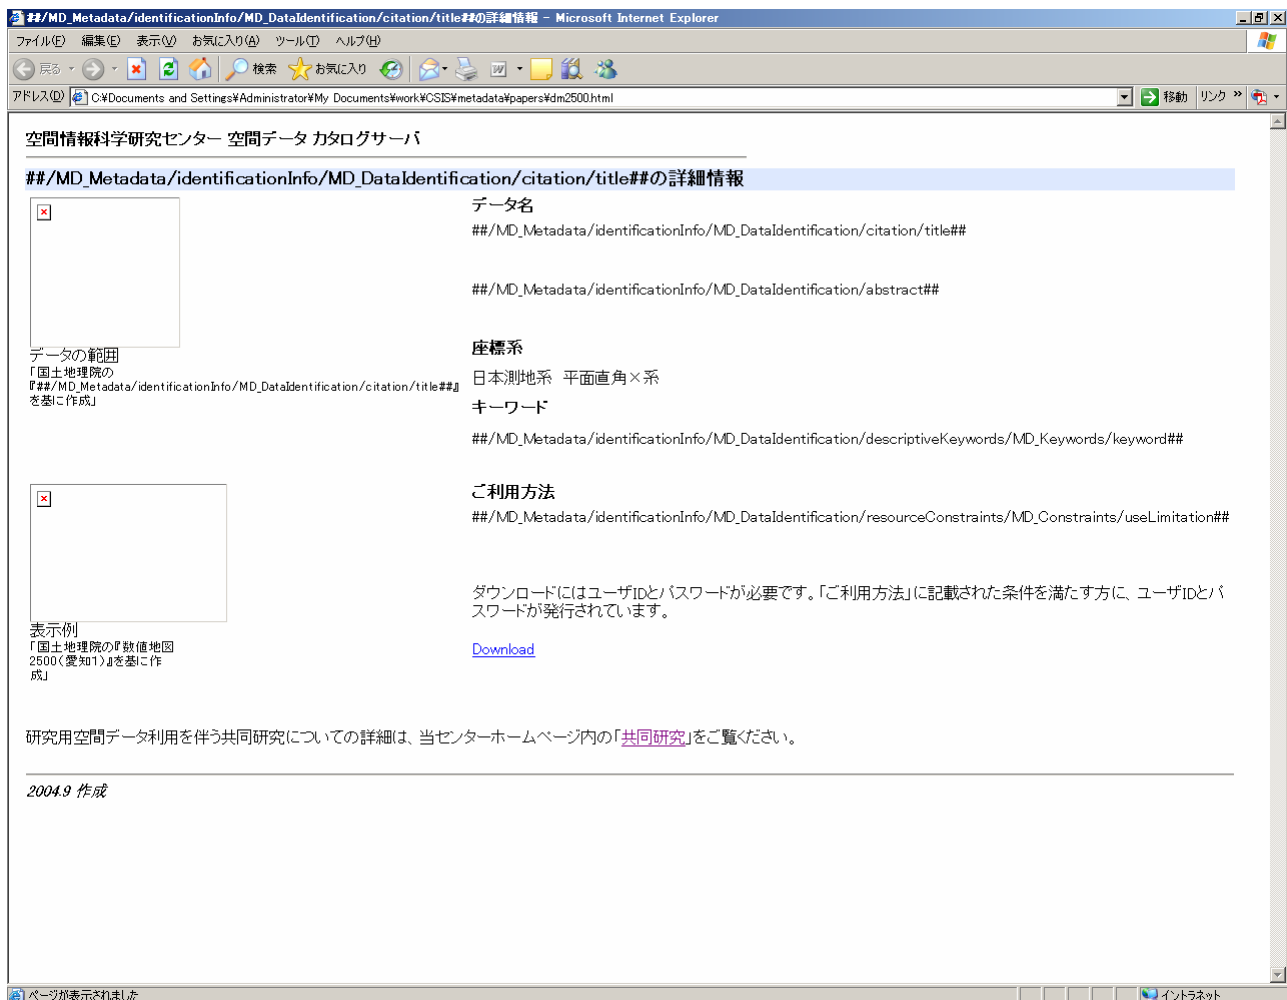 ##/MD_Metadata/identificationInfo/MD_DataIdentification/citation/title##の詳細情報 - Microsoft Internet Explorer
ファイル(F) 編集(E) 表示(V) お気に入り(A) ツール(T) ヘルプ(H)
戻る 検索 お気に入り
アドレス(D) C:¥Documents and Settings¥Administrator¥My Documents¥work¥CSIS¥metadata¥papers¥dm2500.html 移動 リンク »
空間情報科学研究センター 空間データ カタログサーバ
##/MD_Metadata/identificationInfo/MD_DataIdentification/citation/title##の詳細情報
データ名
##/MD_Metadata/identificationInfo/MD_DataIdentification/citation/title##
##/MD_Metadata/identificationInfo/MD_DataIdentification/abstract##
データの範囲
「国土地理院の
『##/MD_Metadata/identificationInfo/MD_DataIdentification/citation/title##』
を基に作成」
座標系
日本測地系 平面直角×系
キーワード
##/MD_Metadata/identificationInfo/MD_DataIdentification/descriptiveKeywords/MD_Keywords/keyword##
ご利用方法
##/MD_Metadata/identificationInfo/MD_DataIdentification/resourceConstraints/MD_Constraints/useLimitation##
ダウンロードにはユーザIDとパスワードが必要です。「ご利用方法」に記載された条件を満たす方に、ユーザIDとパ
スワードが発行されています。
Download
表示例
「国土地理院の『数値地図
2500(愛知1)』を基に作
成」
研究用空間データ利用を伴う共同研究についての詳細は、当センターホームページ内の「共同研究」をご覧ください。
2004.9 作成
ページが表示されました イントラネット